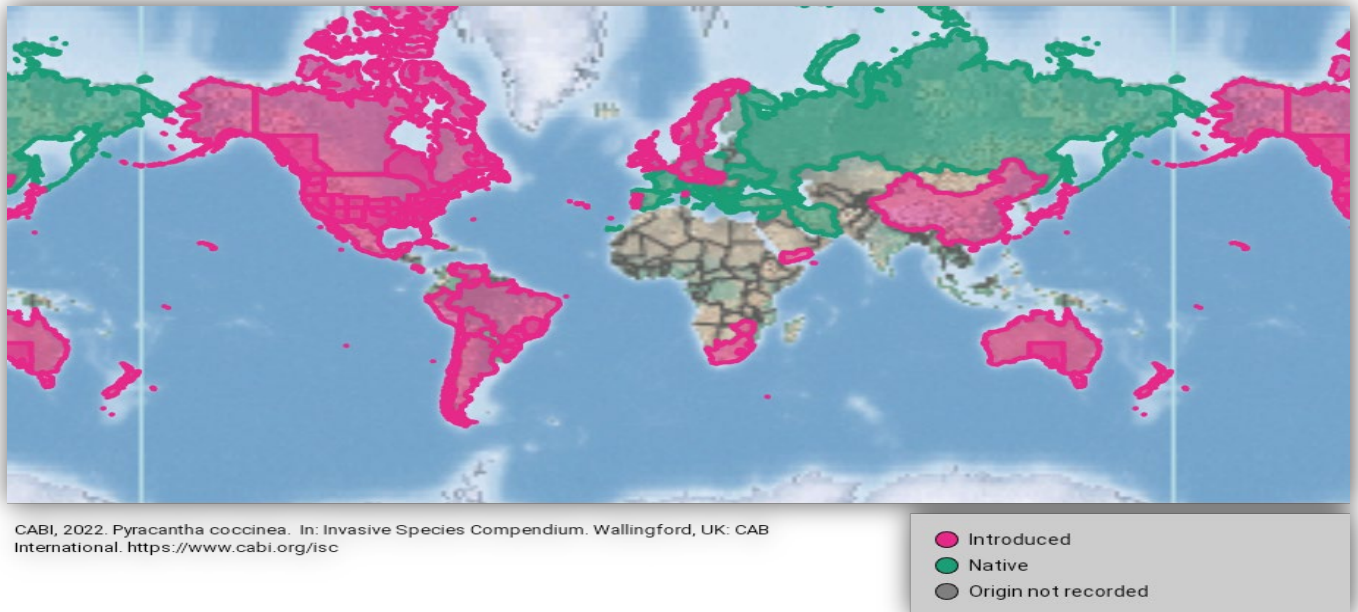 CABI, 2022. Pyracantha coccinea. In: Invasive Species Compendium. Wallingford, UK: CAB
International. https://www.cabi.org/isc
Introduced
Native
Origin not recorded